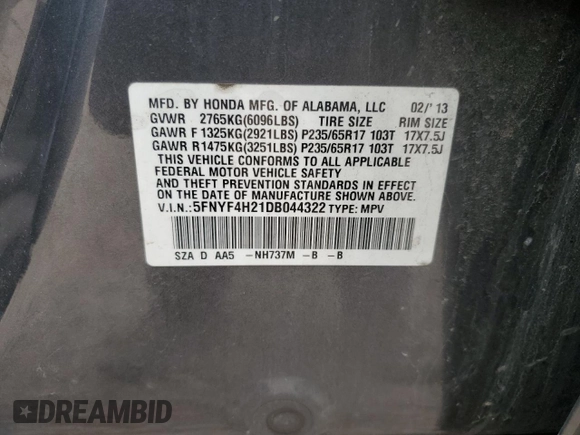 MFD. BY HONDA MFG. OF ALABAMA, LLC 02/'13
GVWR 2765KG(6096LBS) TIRE SIZE RIM SIZE
GAWR F 1325KG(2921LBS) P235/65R17 103T 17X7.5J
GAWR R1475KG(3251LBS) P235/65R17 103T 17X7.5J
THIS VEHICLE CONFORMS TO ALL APPLICABLE
FEDERAL MOTOR VEHICLE SAFETY
AND THEFT PREVENTION STANDARDS IN EFFECT
ON THE DATE OF MANUFACTURE SHOWN ABOVE.
V.I.N.:5FNYF4H21DB044322 TYPE: MPV
SZA D AA5 -NH737M -B -B
DREAMBID